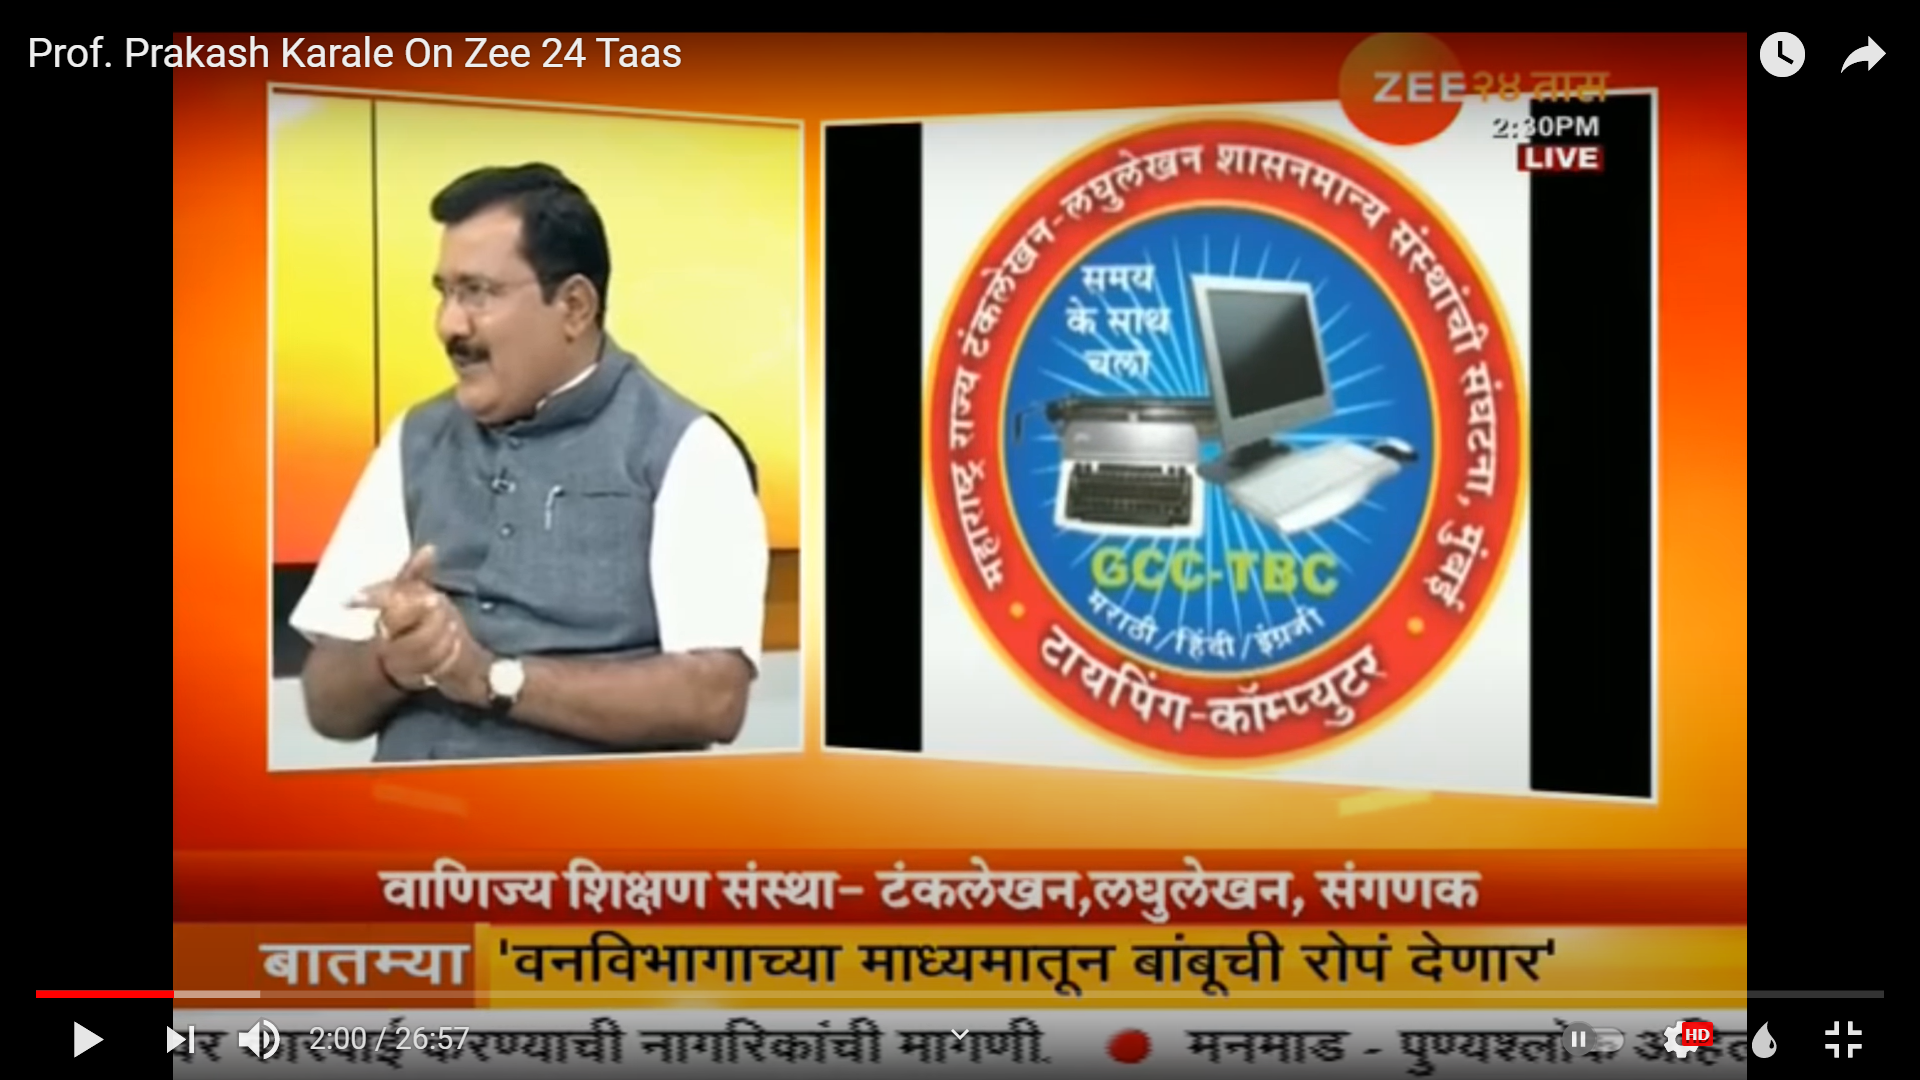 Prof. Prakash Karale On Zee 24 Taas
ZEE २४ तास
2:30PM
LIVE
महाराष्ट्र राज्य टंकलेखन-लघुलेखन शासनमान्य संस्थांची संघटना, मुंबई
समय
के साथ
चलो
GCC-TBC
मराठी/हिंदी/इंग्रजी
टायपिंग-कॉम्प्युटर
वाणिज्य शिक्षण संस्था– टंकलेखन,लघुलेखन, संगणक
बातम्या 'वनविभागाच्या माध्यमातून बांबूची रोपं देणार'
नागरिकांची मागणी. मनमाड - पुण्यश्लोक
2:00 / 26:57
HD